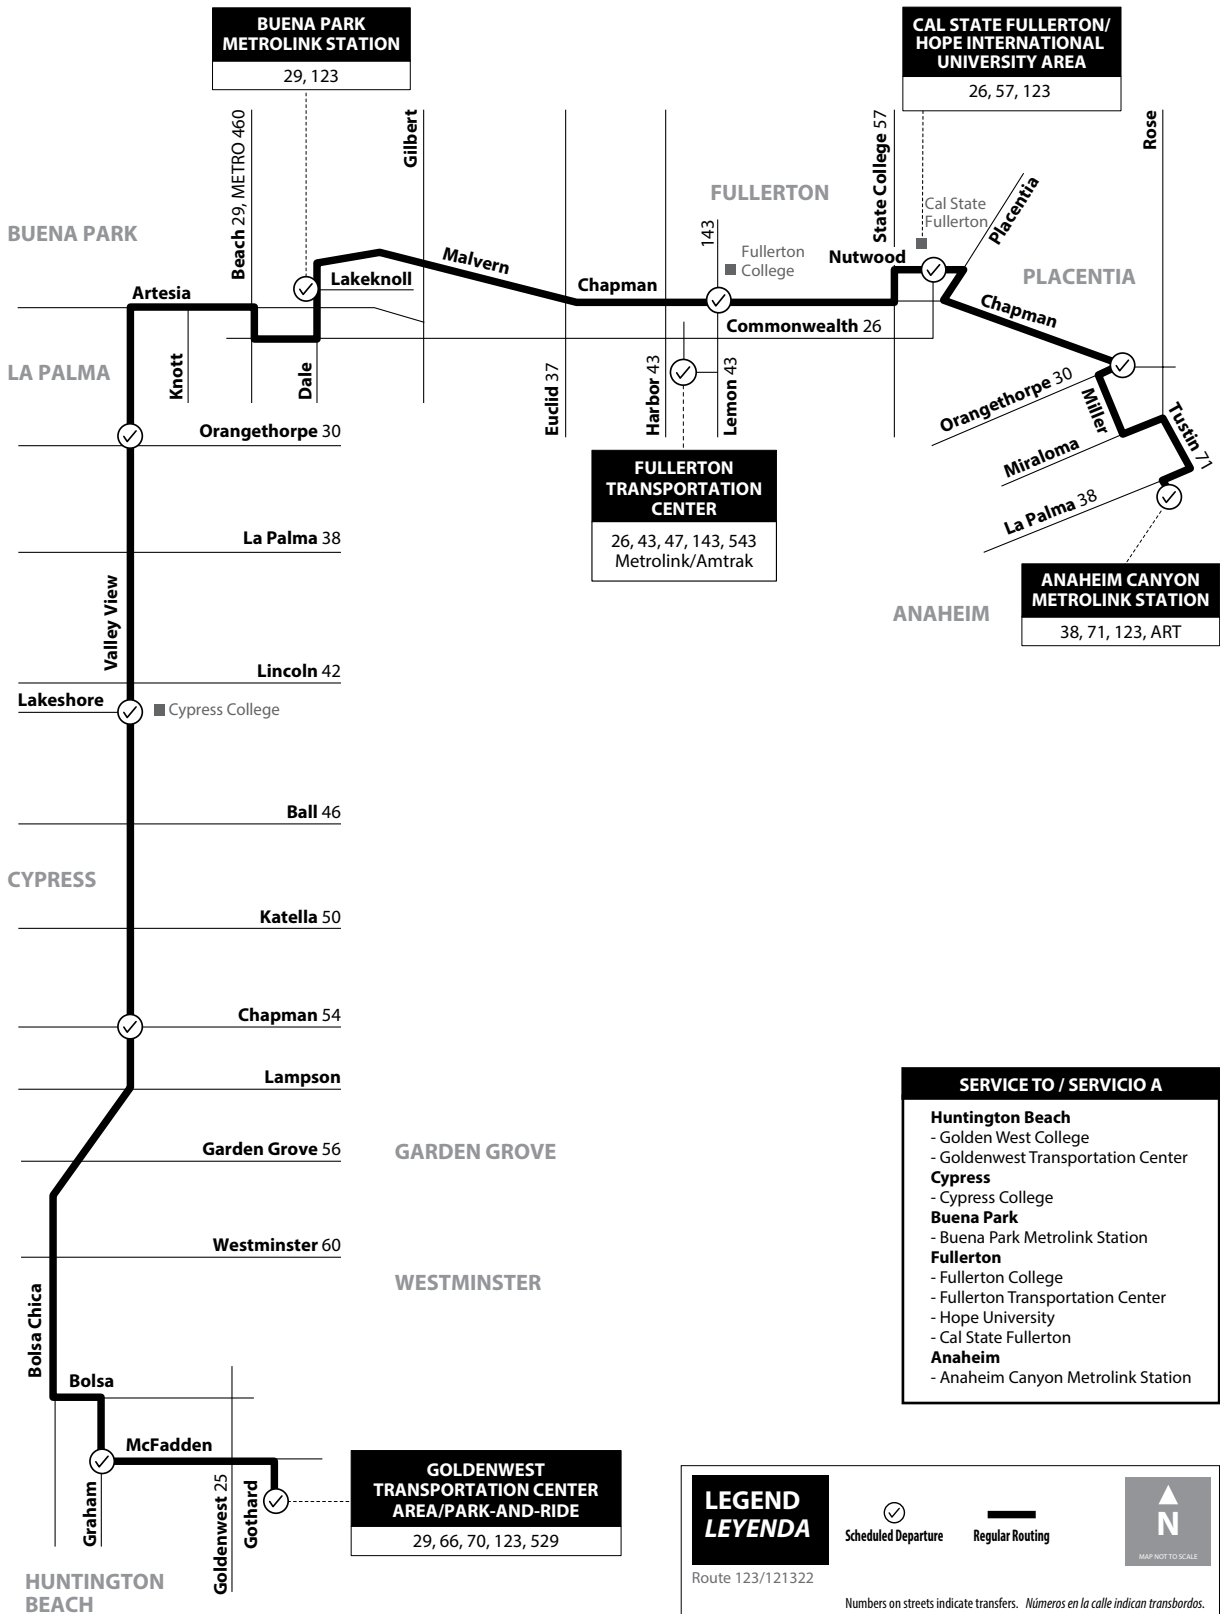 BUENA PARK
METROLINK STATION
29, 123
CAL STATE FULLERTON/
HOPE INTERNATIONAL
UNIVERSITY AREA
26, 57, 123
Beach 29, METRO 460
Gilbert
FULLERTON
143
State College 57
Rose
Cal State
Fullerton
Placentia
BUENA PARK
Malvern
Fullerton
College
Nutwood
PLACENTIA
Lakeknoll
Artesia
Chapman
Chapman
Commonwealth 26
LA PALMA
Knott
Dale
Euclid 37
Harbor 43
Lemon 43
Orangethorpe 30
Miller
Tustin 71
Orangethorpe 30
Miraloma
La Palma 38
FULLERTON
TRANSPORTATION
CENTER
26, 43, 47, 143, 543
Metrolink/Amtrak
La Palma 38
ANAHEIM CANYON
METROLINK STATION
38, 71, 123, ART
ANAHEIM
Valley View
Lincoln 42
Lakeshore
Cypress College
Ball 46
CYPRESS
Katella 50
Chapman 54
Lampson
Garden Grove 56
GARDEN GROVE
Westminster 60
WESTMINSTER
Bolsa Chica
Bolsa
McFadden
Graham
Goldenwest 25
Gothard
GOLDENWEST
TRANSPORTATION CENTER
AREA/PARK-AND-RIDE
29, 66, 70, 123, 529
HUNTINGTON
BEACH
SERVICE TO / SERVICIO A
Huntington Beach
- Golden West College
- Goldenwest Transportation Center
Cypress
- Cypress College
Buena Park
- Buena Park Metrolink Station
Fullerton
- Fullerton College
- Fullerton Transportation Center
- Hope University
- Cal State Fullerton
Anaheim
- Anaheim Canyon Metrolink Station
LEGEND
LEYENDA
Scheduled Departure
Regular Routing
N
MAP NOT TO SCALE
Route 123/121322
Numbers on streets indicate transfers. Números en la calle indican transbordos.